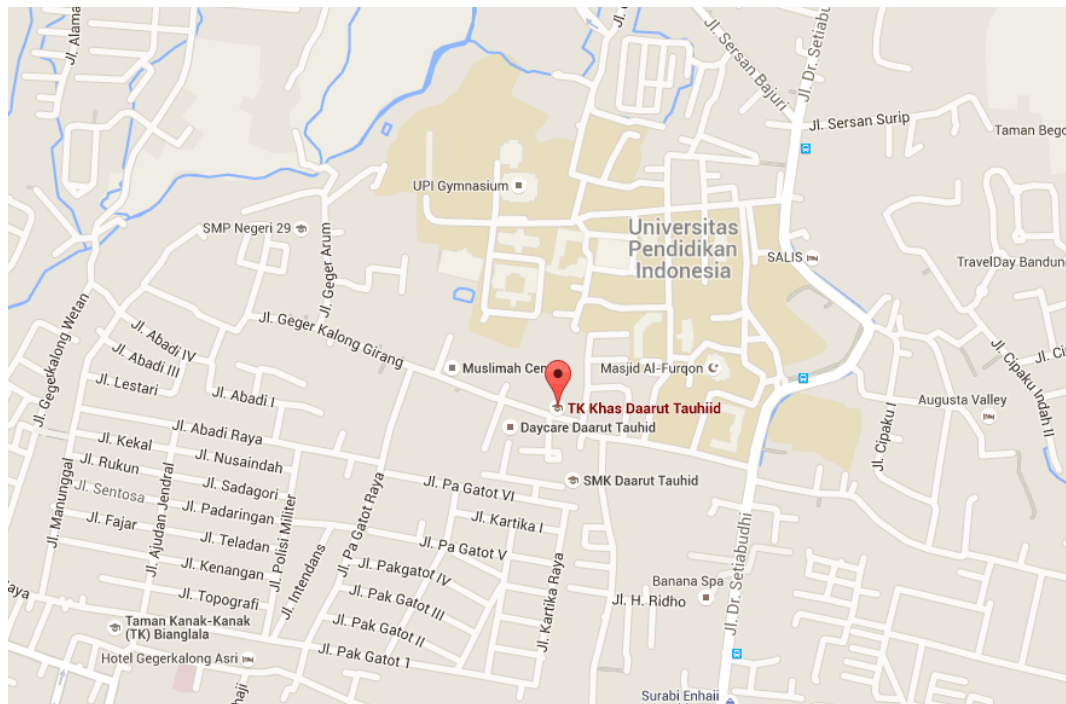 Jl. Alama
Jl. Sersan Bajuri
Jl. Dr. Setiabudhi
Jl. Sersan Surip
Taman Bego
UPI Gymnasium
SMP Negeri 29
Jl. Geger Arum
Universitas
Pendidikan
Indonesia
SALIS
TravelDay Bandung
Jl. Gegerkalong Wetan
Jl. Geger Kalong Girang
Jl. Abadi IV
Jl. Abadi III
Jl. Lestari
Jl. Abadi I
Muslimah Cen
Masjid Al-Furqon
TK Khas Daarut Tauhiid
Daycare Daarut Tauhid
Jl. Cipaku Indah II
Jl. Ci
Augusta Valley
Jl. Cipaku I
Jl. Abadi Raya
Jl. Kekal
Jl. Nusaindah
Jl. Rukun
Jl. Sadagori
Jl. Sentosa
Jl. Padaringan
Jl. Fajar
Jl. Teladan
Jl. Kenangan
Jl. Topografi
Jl. Manunggal
Jl. Ajudan Jendral
Jl. Polisi Militer
Jl. Intendans
Jl. Pa Gatot Raya
Jl. Pa Gatot VI
SMK Daarut Tauhid
Jl. Kartika I
Jl. Pa Gatot V
Jl. Pakgatot IV
Jl. Pak Gatot III
Jl. Pak Gatot II
Jl. Pak Gatot 1
Jl. Kartika Raya
Banana Spa
Jl. H. Ridho
Jl. Dr. Setiabudhi
aya
Taman Kanak-Kanak
(TK) Bianglala
Hotel Gegerkalong Asri
haji
Surabi Enhaii